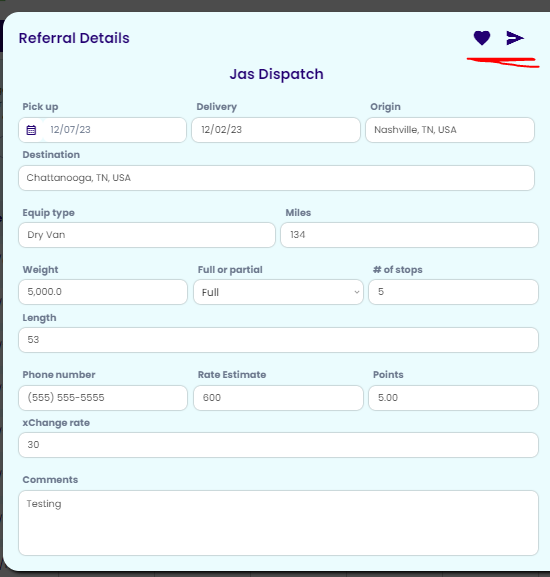 Referral Details
Jas Dispatch
Pick up Delivery Origin
12/07/23 12/02/23 Nashville, TN, USA
Destination
Chattanooga, TN, USA
Equip type Miles
Dry Van 134
Weight Full or partial # of stops
5,000.0 Full 5
Length
53
Phone number Rate Estimate Points
(555) 555-5555 600 5.00
xChange rate
30
Comments
Testing